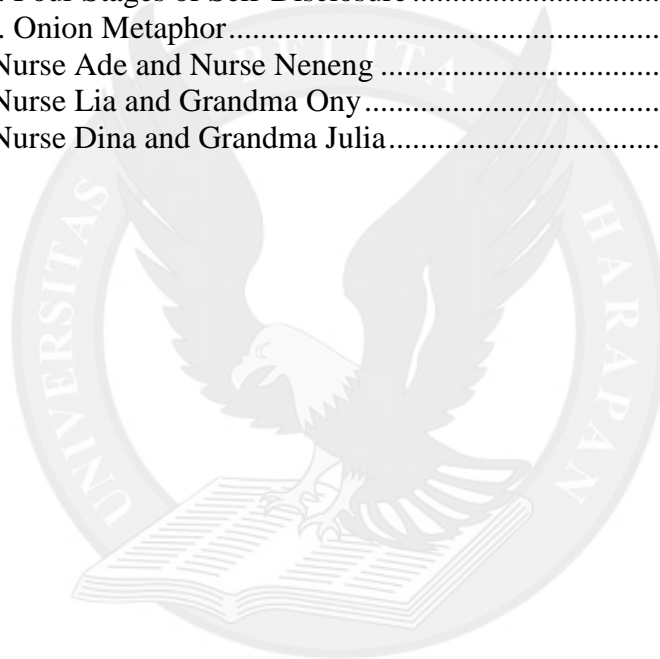 . Four Stages of Self-Disclosure........................................
. Onion Metaphor...............................................................
Nurse Ade and Nurse Neneng.........................................
Nurse Lia and Grandma Ony..........................................
Nurse Dina and Grandma Julia.......................................
UNIVERSITAS PELITA HARAPAN